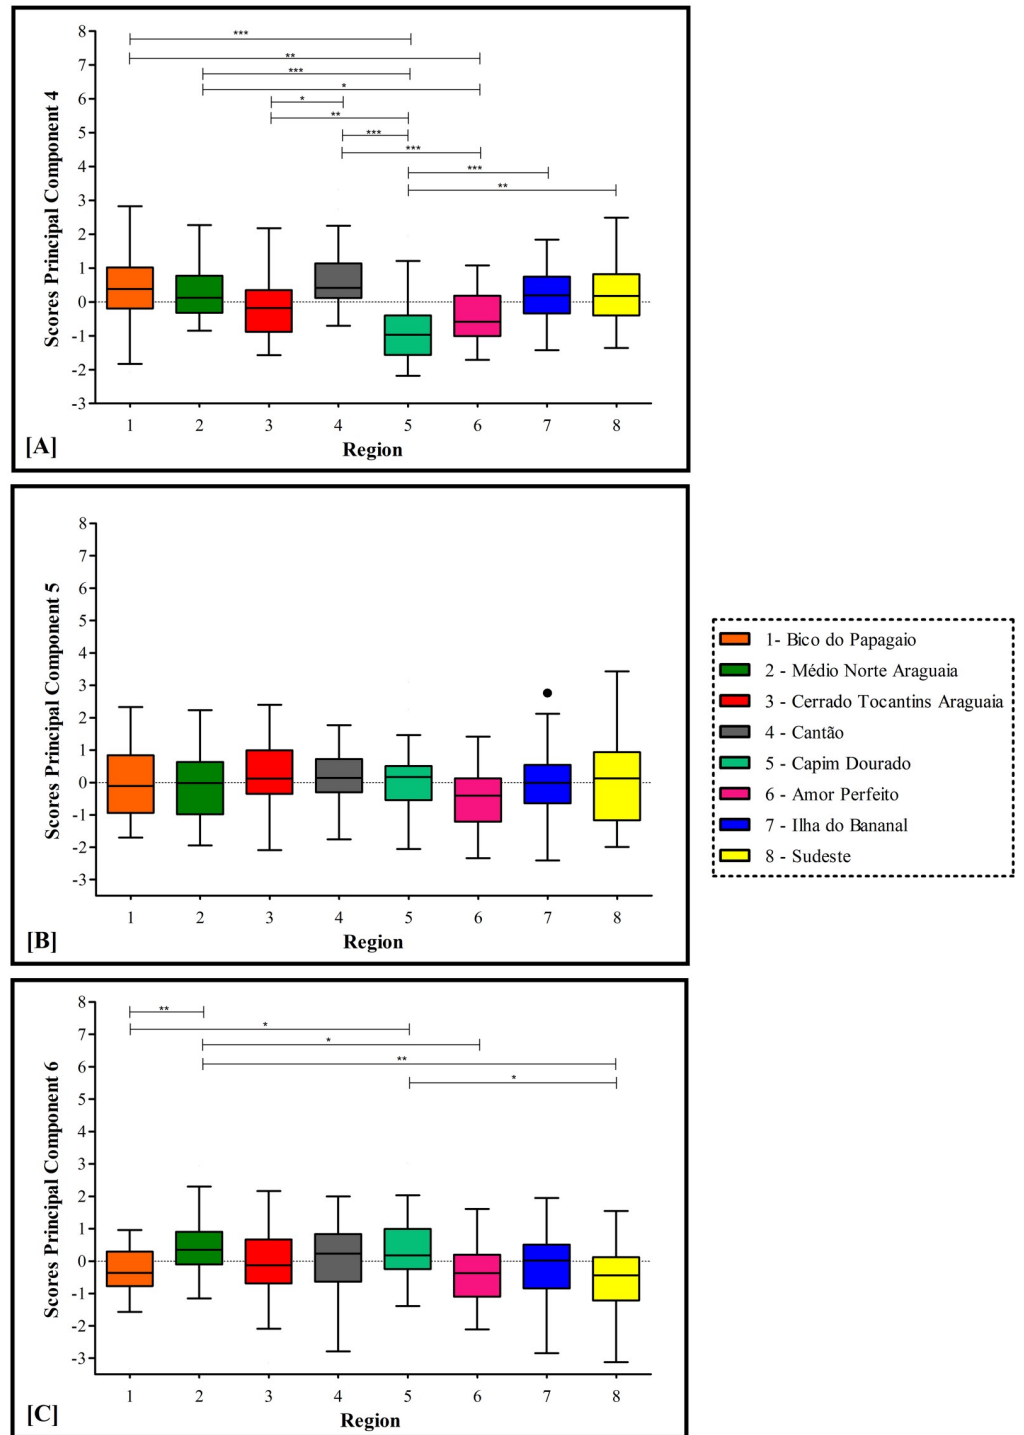 8
7
6
5
4
3
2
1
0
-1
-2
-3
Scores Principal Component 4
***
**
***
*
*
**
***
***
***
**
1 2 3 4 5 6 7 8
Region
[A]
8
7
6
5
4
3
2
1
0
-1
-2
-3
Scores Principal Component 5
1 2 3 4 5 6 7 8
Region
[B]
1- Bico do Papagaio
2 - Médio Norte Araguaia
3 - Cerrado Tocantins Araguaia
4 - Cantão
5 - Capim Dourado
6 - Amor Perfeito
7 - Ilha do Bananal
8 - Sudeste
8
7
6
5
4
3
2
1
0
-1
-2
-3
Scores Principal Component 6
**
*
*
**
*
1 2 3 4 5 6 7 8
Region
[C]